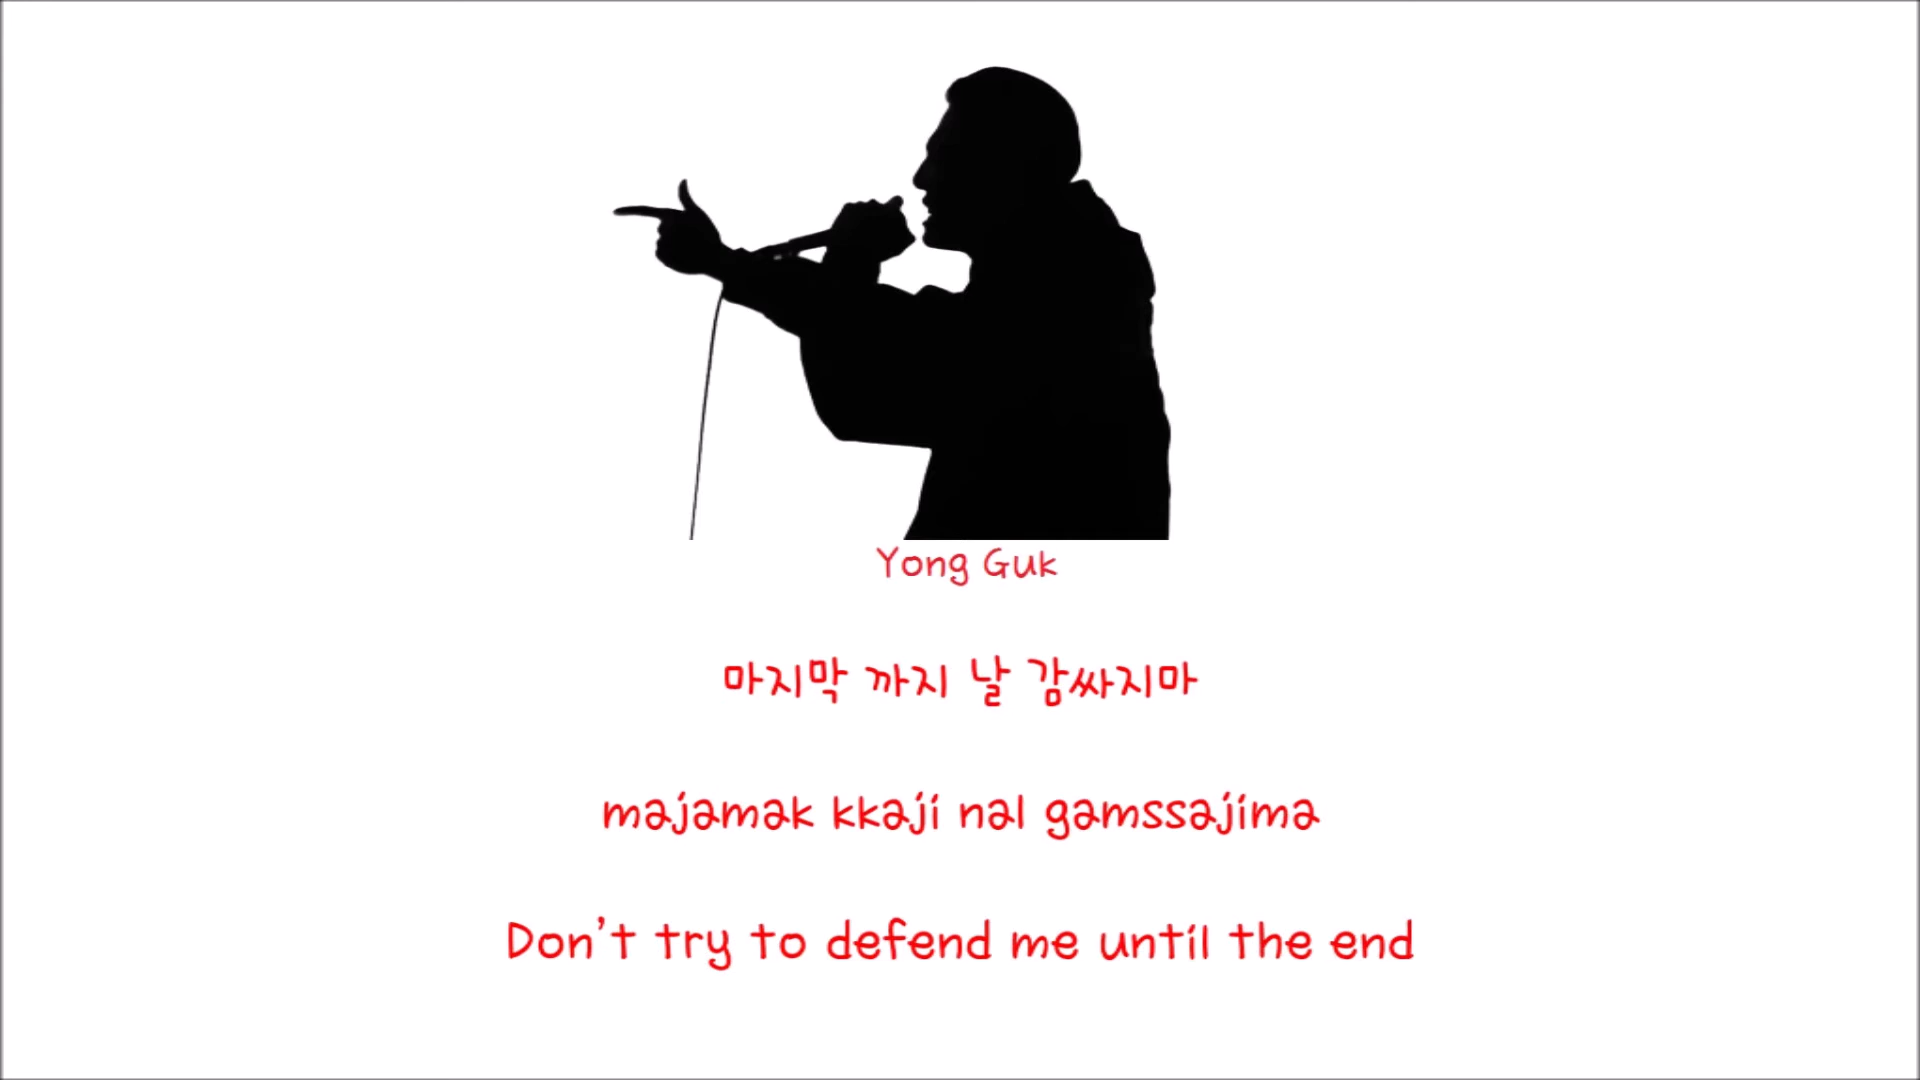 Yong Guk
마지막 까지 날 감싸지마
majamak kkaji nal gamssajima
Don't try to defend me until the end